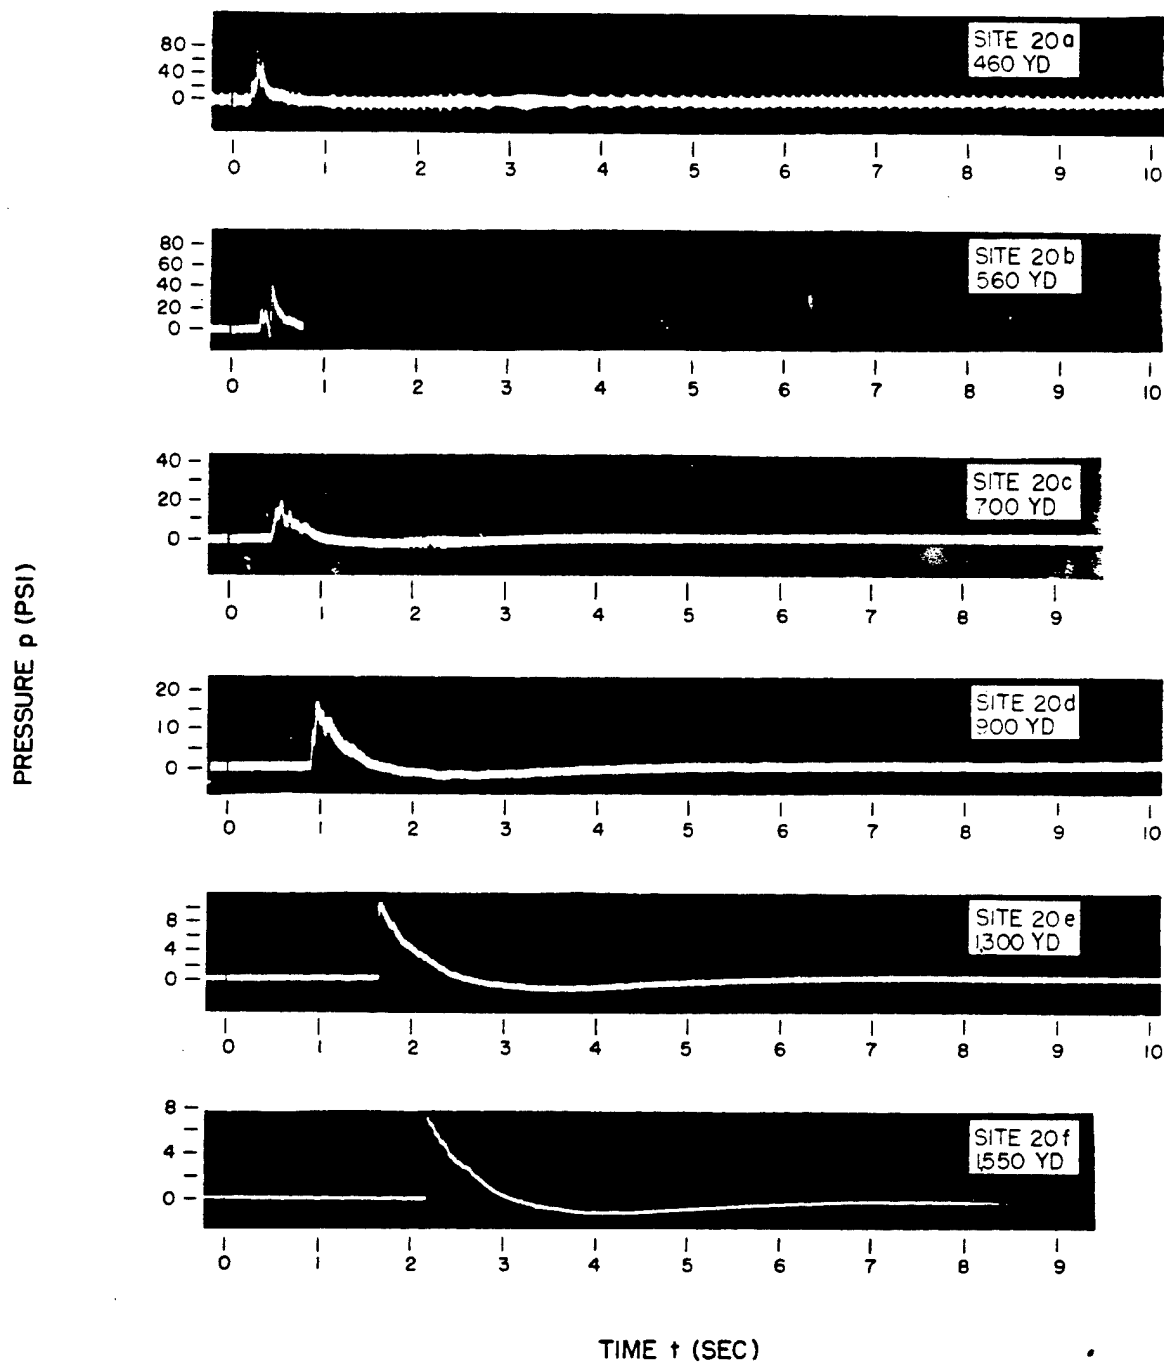 80 —
40 —
0 —
SITE 20a
460 YD
0 1 2 3 4 5 6 7 8 9 10
80 —
60 —
40 —
20 —
0 —
SITE 20b
560 YD
0 1 2 3 4 5 6 7 8 9 10
40 —
20 —
0 —
SITE 20c
700 YD
0 1 2 3 4 5 6 7 8 9
PRESSURE p (PSI)
20 —
10 —
0 —
SITE 20d
900 YD
0 1 2 3 4 5 6 7 8 9 10
8 —
4 —
0 —
SITE 20e
1,300 YD
0 1 2 3 4 5 6 7 8 9 10
8 —
4 —
0 —
SITE 20f
1,550 YD
0 1 2 3 4 5 6 7 8 9
TIME t (SEC)